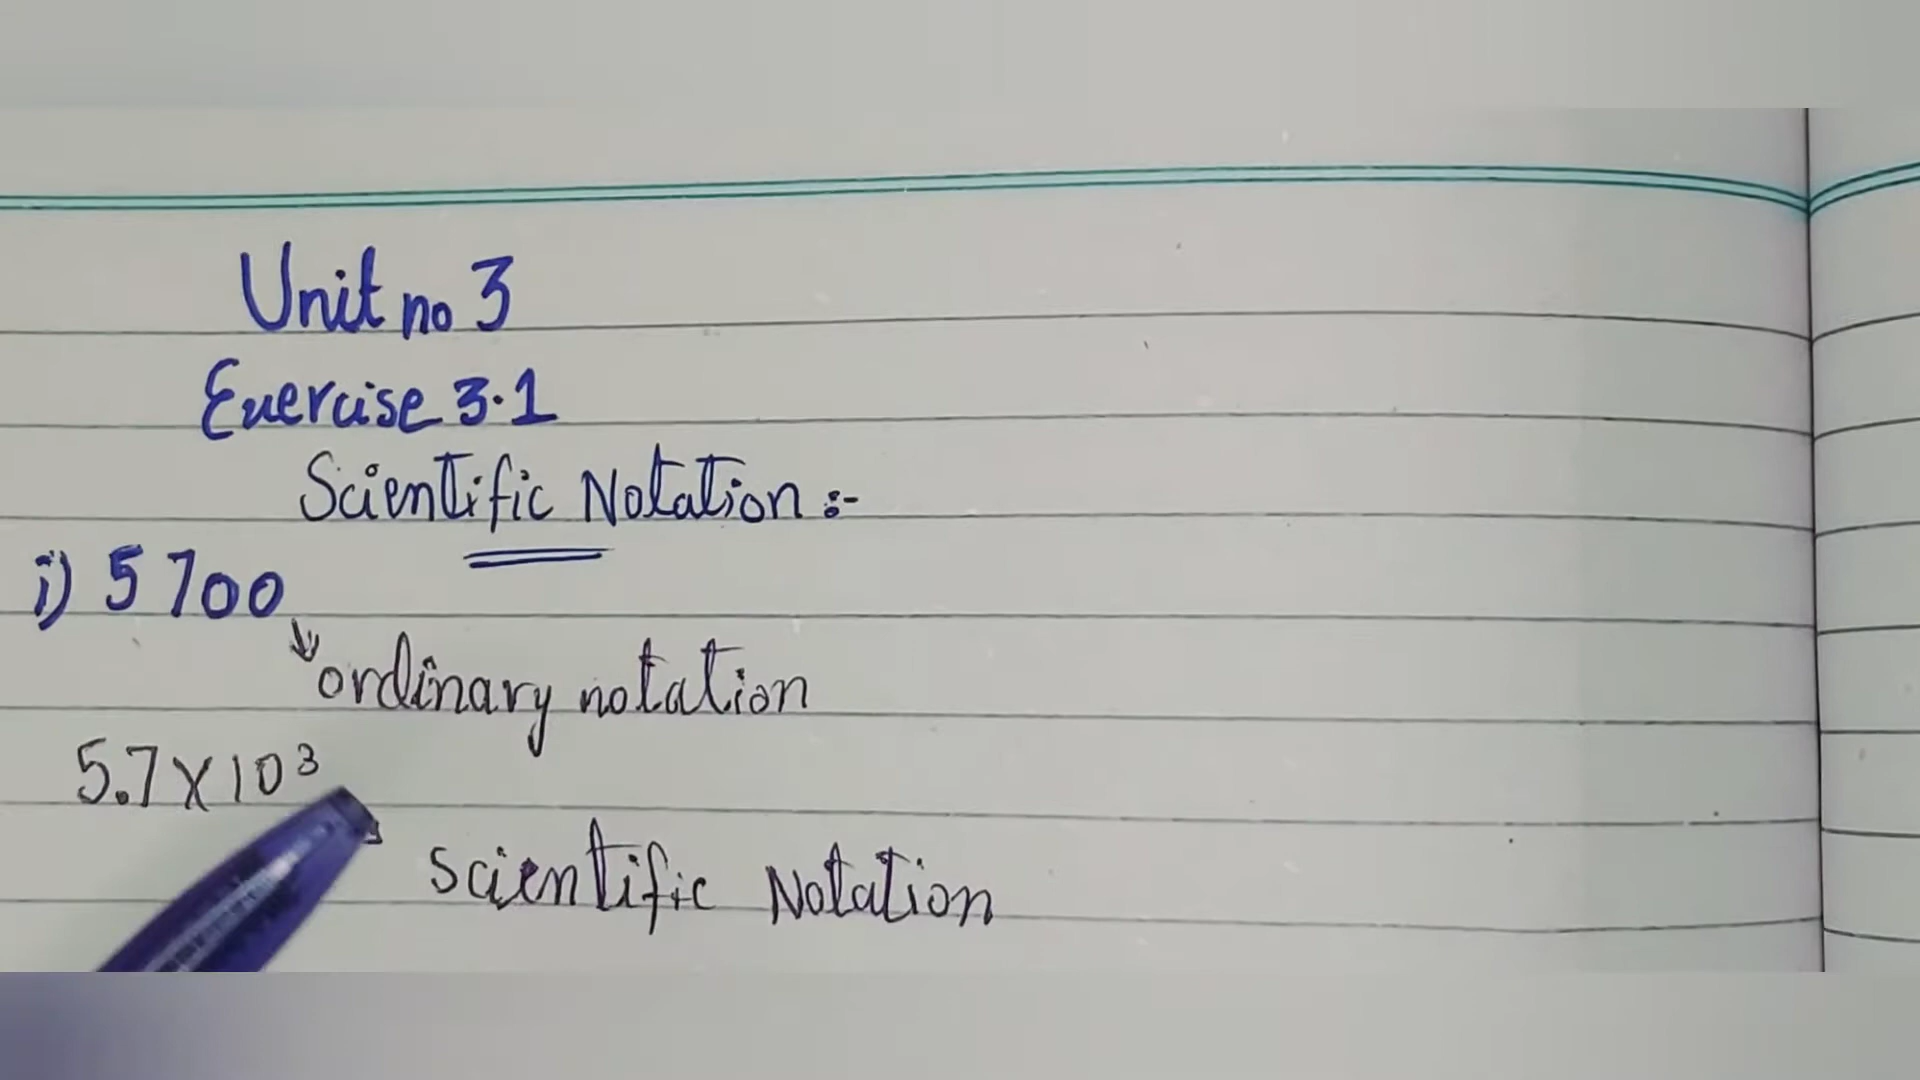 Unit no 3
Exercise 3.1
Scientific Notation :-
i) 5700
ordinary notation
5.7 X 10³
Scientific Notation